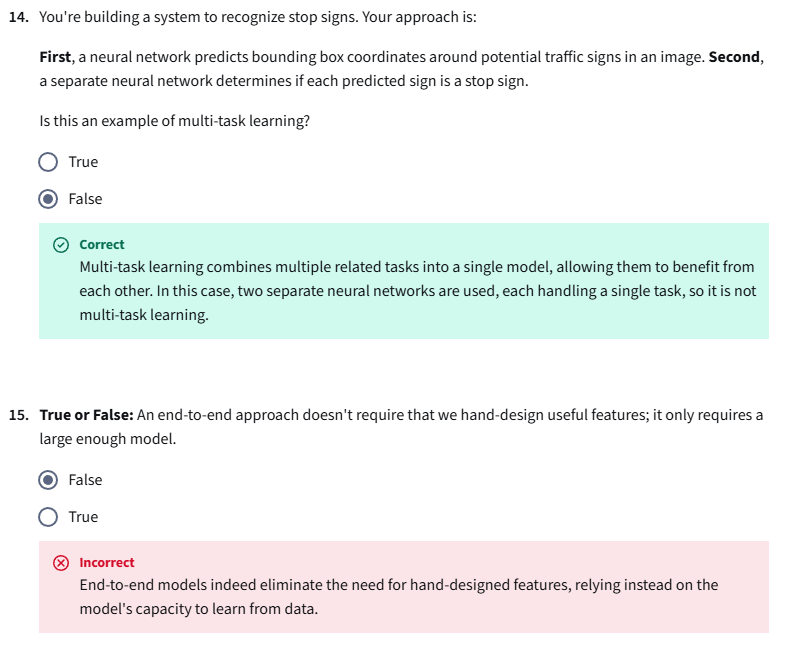 14. You're building a system to recognize stop signs. Your approach is:
First, a neural network predicts bounding box coordinates around potential traffic signs in an image. Second,
a separate neural network determines if each predicted sign is a stop sign.
Is this an example of multi-task learning?
True
False
Correct
Multi-task learning combines multiple related tasks into a single model, allowing them to benefit from
each other. In this case, two separate neural networks are used, each handling a single task, so it is not
multi-task learning.
15. True or False: An end-to-end approach doesn't require that we hand-design useful features; it only requires a
large enough model.
False
True
Incorrect
End-to-end models indeed eliminate the need for hand-designed features, relying instead on the
model's capacity to learn from data.